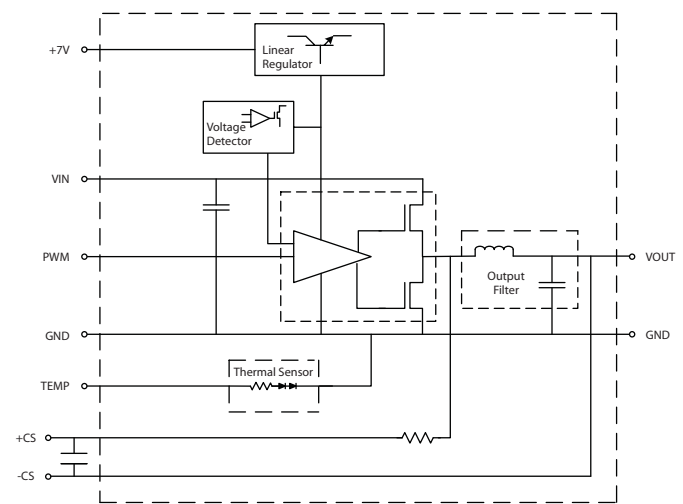 +7V
Linear
Regulator
Voltage
Detector
VIN
PWM
VOUT
Output
Filter
GND
GND
Thermal Sensor
TEMP
+CS
-CS